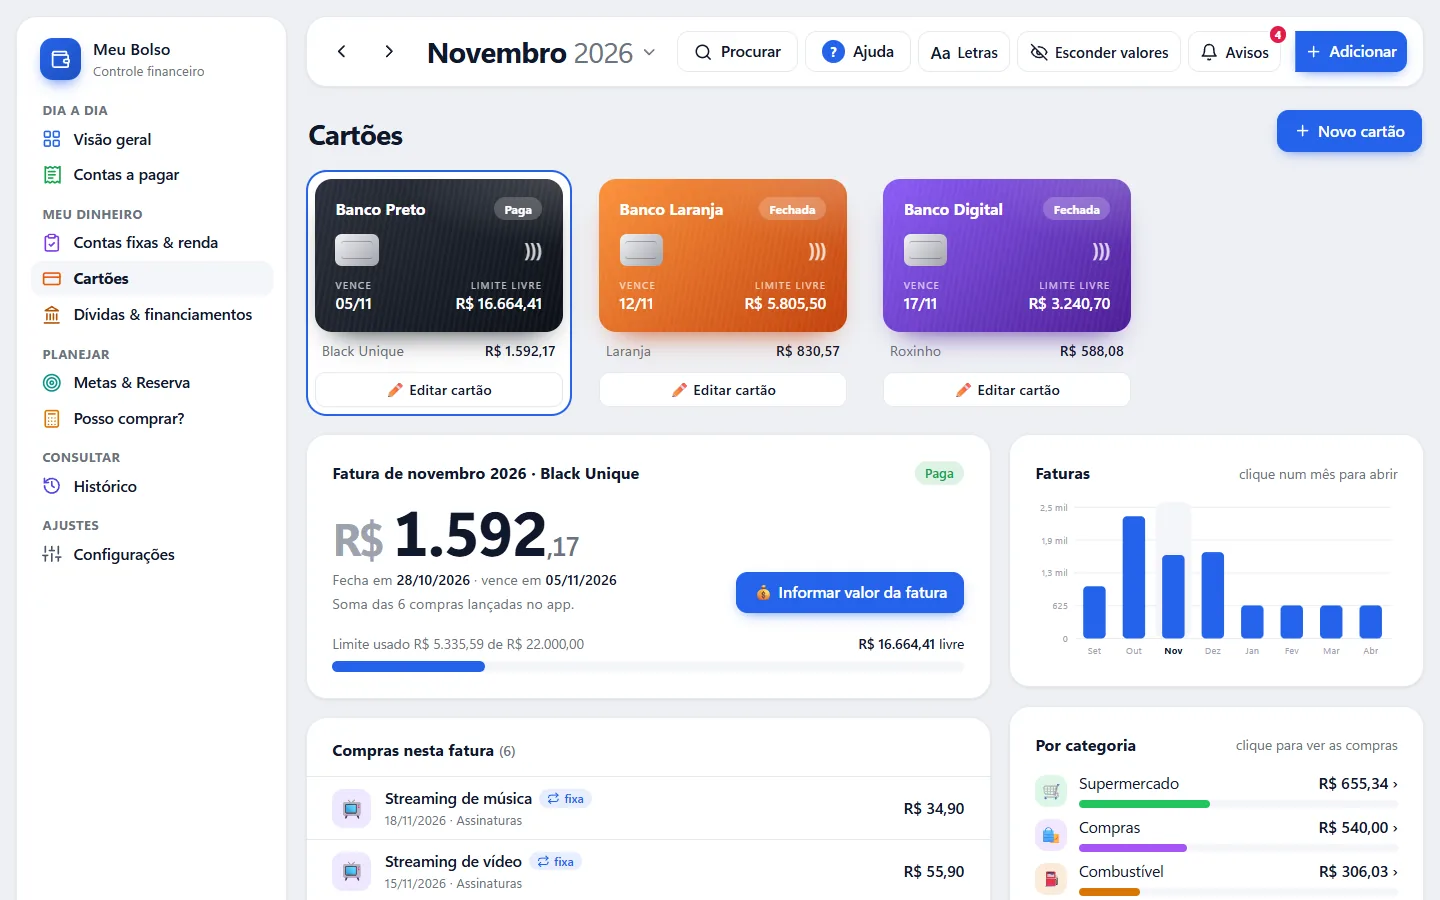 Meu Bolso
Controle financeiro
DIA A DIA
Visão geral
Contas a pagar
MEU DINHEIRO
Contas fixas & renda
Cartões
Dívidas & financiamentos
PLANEJAR
Metas & Reserva
Posso comprar?
CONSULTAR
Histórico
AJUSTES
Configurações
Novembro 2026
Procurar
? Ajuda
Aa Letras
Esconder valores
Avisos 4
+ Adicionar
Cartões
+ Novo cartão
Banco Preto Paga
VENCE LIMITE LIVRE
05/11 R$ 16.664,41
Black Unique R$ 1.592,17
Editar cartão
Banco Laranja Fechada
VENCE LIMITE LIVRE
12/11 R$ 5.805,50
Laranja R$ 830,57
Editar cartão
Banco Digital Fechada
VENCE LIMITE LIVRE
17/11 R$ 3.240,70
Roxinho R$ 588,08
Editar cartão
Fatura de novembro 2026 · Black Unique Paga
R$ 1.592,17
Fecha em 28/10/2026 · vence em 05/11/2026
Soma das 6 compras lançadas no app.
Informar valor da fatura
Limite usado R$ 5.335,59 de R$ 22.000,00 R$ 16.664,41 livre
Compras nesta fatura (6)
Streaming de música fixa
18/11/2026 · Assinaturas
R$ 34,90
Streaming de vídeo fixa
15/11/2026 · Assinaturas
R$ 55,90
Faturas clique num mês para abrir
2,5 mil
1,9 mil
1,3 mil
625
0
Set Out Nov Dez Jan Fev Mar Abr
Por categoria clique para ver as compras
Supermercado R$ 655,34 ›
Compras R$ 540,00 ›
Combustível R$ 306,03 ›